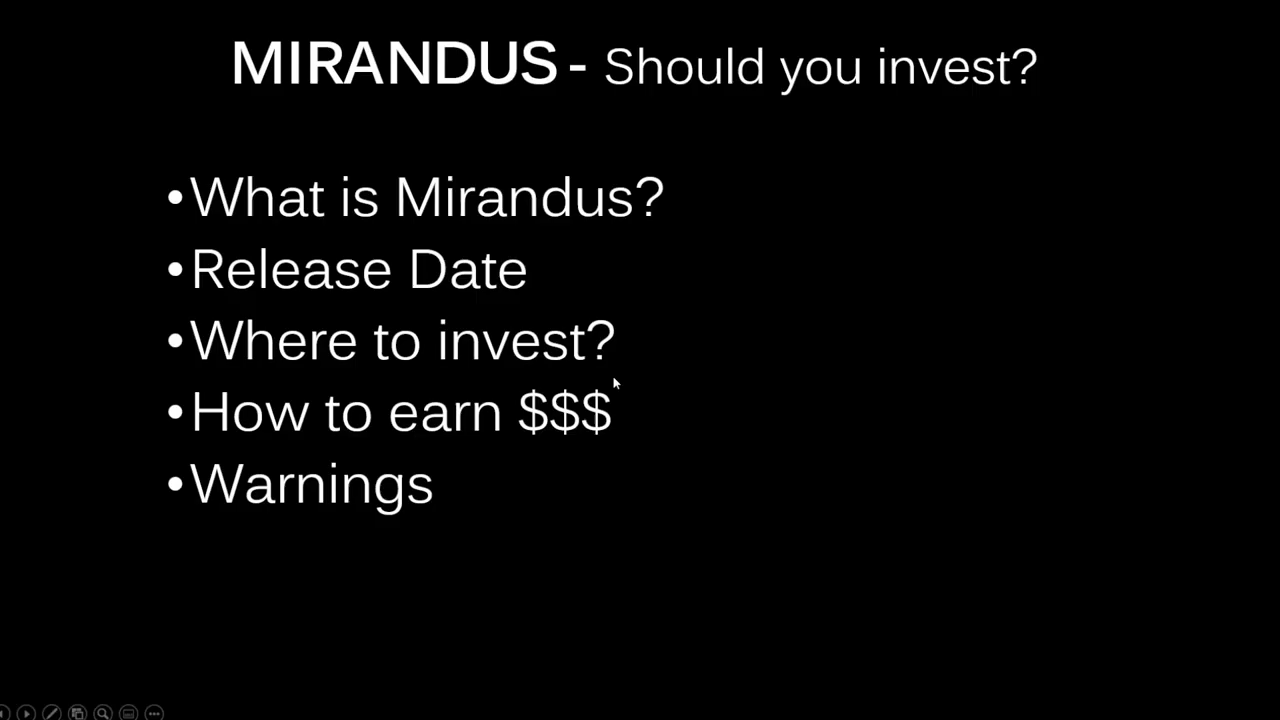 MIRANDUS - Should you invest?
•What is Mirandus?
•Release Date
•Where to invest?
•How to earn $$$
•Warnings